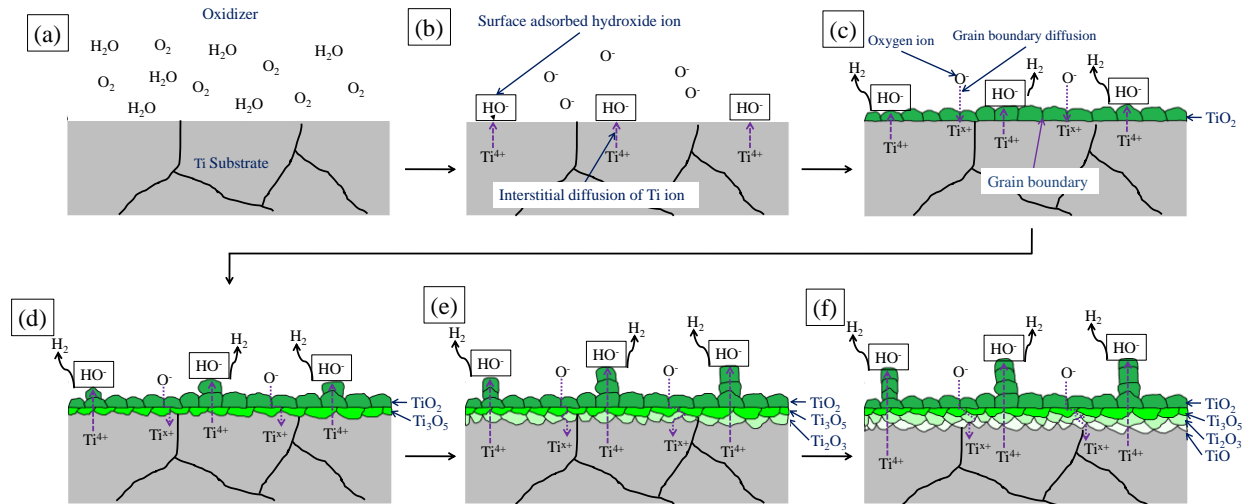 (a)
Oxidizer
H₂O
O₂
H₂O
H₂O
O₂
O₂
H₂O
O₂
O₂
H₂O
H₂O
O₂
Ti Substrate
(b)
Surface adsorbed hydroxide ion
O⁻
O⁻
O⁻
O⁻
O⁻
O⁻
HO⁻
HO⁻
HO⁻
Ti⁴⁺
Ti⁴⁺
Ti⁴⁺
Interstitial diffusion of Ti ion
(c)
Oxygen ion
Grain boundary diffusion
H₂
O⁻
H₂
O⁻
H₂
HO⁻
HO⁻
HO⁻
TiO₂
Tiˣ⁺
Tiˣ⁺
Ti⁴⁺
Ti⁴⁺
Ti⁴⁺
Grain boundary
(d)
H₂
H₂
H₂
HO⁻
HO⁻
HO⁻
O⁻
O⁻
TiO₂
Ti₃O₅
Ti⁴⁺
Tiˣ⁺
Ti⁴⁺
Tiˣ⁺
Ti⁴⁺
(e)
H₂
H₂
H₂
HO⁻
HO⁻
HO⁻
O⁻
O⁻
TiO₂
Ti₃O₅
Ti₂O₃
Ti⁴⁺
Tiˣ⁺
Ti⁴⁺
Tiˣ⁺
Ti⁴⁺
(f)
H₂
H₂
H₂
HO⁻
HO⁻
HO⁻
O⁻
O⁻
TiO₂
Ti₃O₅
Ti₂O₃
TiO
Ti⁴⁺
Tiˣ⁺
Ti⁴⁺
Tiˣ⁺
Ti⁴⁺